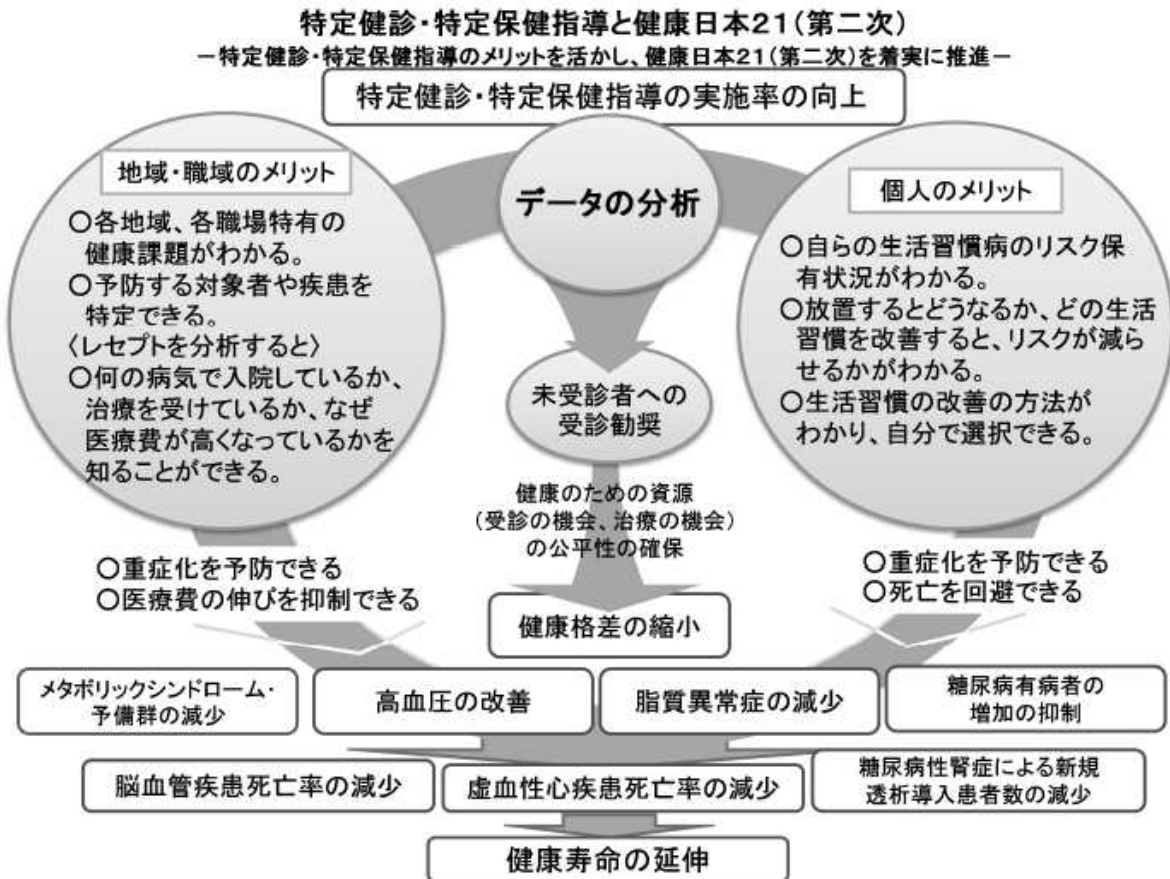 特定健診・特定保健指導と健康日本21(第二次)
－特定健診・特定保健指導のメリットを活かし、健康日本21(第二次)を着実に推進－
特定健診・特定保健指導の実施率の向上
地域・職域のメリット
〇各地域、各職場特有の
健康課題がわかる。
〇予防する対象者や疾患を
特定できる。
〈レセプトを分析すると〉
〇何の病気で入院しているか、
治療を受けているか、なぜ
医療費が高くなっているかを
知ることができる。
〇重症化を予防できる
〇医療費の伸びを抑制できる
データの分析
未受診者への
受診勧奨
健康のための資源
(受診の機会、治療の機会)
の公平性の確保
健康格差の縮小
個人のメリット
〇自らの生活習慣病のリスク保
有状況がわかる。
〇放置するとどうなるか、どの生活
習慣を改善すると、リスクが減ら
せるかがわかる。
〇生活習慣の改善の方法が
わかり、自分で選択できる。
〇重症化を予防できる
〇死亡を回避できる
メタボリックシンドローム・
予備群の減少
高血圧の改善
脂質異常症の減少
糖尿病有病者の
増加の抑制
脳血管疾患死亡率の減少
虚血性心疾患死亡率の減少
糖尿病性腎症による新規
透析導入患者数の減少
健康寿命の延伸